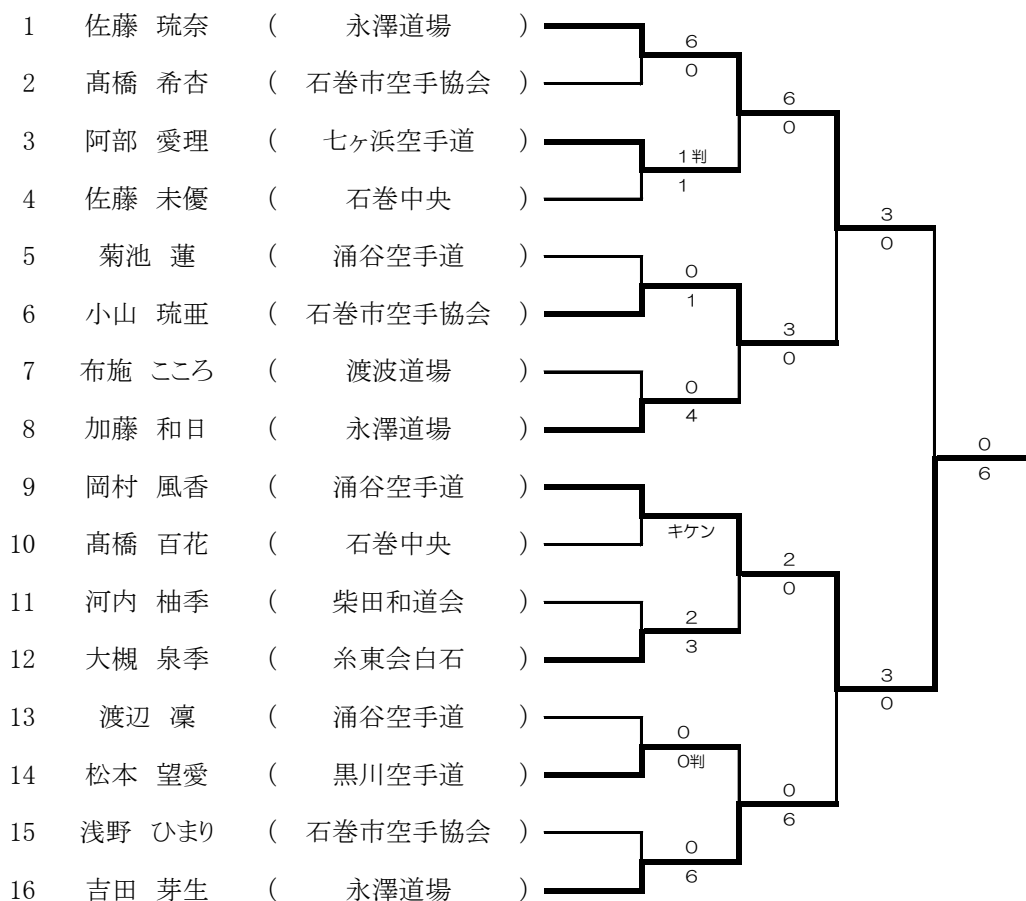 1 佐藤 琉奈 ( 永澤道場 )
6
0
2 髙橋 希杏 ( 石巻市空手協会 )
6
0
3 阿部 愛理 ( 七ヶ浜空手道 )
1判
1
4 佐藤 未優 ( 石巻中央 )
3
0
5 菊池 蓮 ( 涌谷空手道 )
0
1
6 小山 琉亜 ( 石巻市空手協会 )
3
0
7 布施 こころ ( 渡波道場 )
0
4
8 加藤 和日 ( 永澤道場 )
0
6
9 岡村 風香 ( 涌谷空手道 )
キケン
10 髙橋 百花 ( 石巻中央 )
2
0
11 河内 柚季 ( 柴田和道会 )
2
3
12 大槻 泉季 ( 糸東会白石 )
3
0
13 渡辺 凜 ( 涌谷空手道 )
0
0判
14 松本 望愛 ( 黒川空手道 )
0
6
15 浅野 ひまり ( 石巻市空手協会 )
0
6
16 吉田 芽生 ( 永澤道場 )